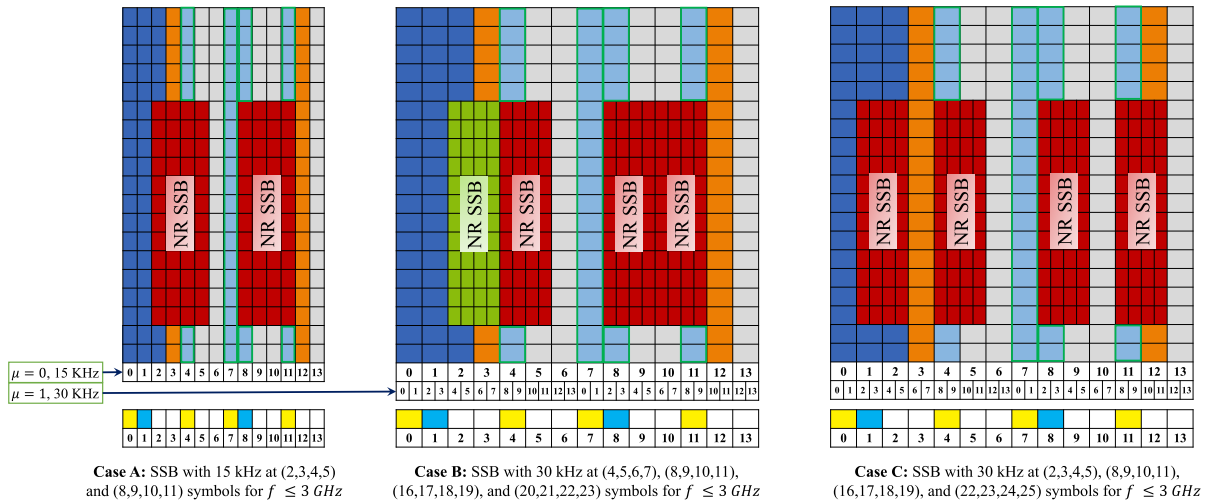 NR SSB
NR SSB
NR SSB
NR SSB
NR SSB
NR SSB
NR SSB
NR SSB
NR SSB
NR SSB
μ = 0, 15 KHz
0 1 2 3 4 5 6 7 8 9 10 11 12 13
0 1 2 3 4 5 6 7 8 9 10 11 12 13
0 1 2 3 4 5 6 7 8 9 10 11 12 13
μ = 1, 30 KHz
0 1 2 3 4 5 6 7 8 9 10 11 12 13 0 1 2 3 4 5 6 7 8 9 10 11 12 13
0 1 2 3 4 5 6 7 8 9 10 11 12 13 0 1 2 3 4 5 6 7 8 9 10 11 12 13
0 1 2 3 4 5 6 7 8 9 10 11 12 13
0 1 2 3 4 5 6 7 8 9 10 11 12 13
0 1 2 3 4 5 6 7 8 9 10 11 12 13
Case A: SSB with 15 kHz at (2,3,4,5)
and (8,9,10,11) symbols for f ≤ 3 GHz
Case B: SSB with 30 kHz at (4,5,6,7), (8,9,10,11),
(16,17,18,19), and (20,21,22,23) symbols for f ≤ 3 GHz
Case C: SSB with 30 kHz at (2,3,4,5), (8,9,10,11),
(16,17,18,19), and (22,23,24,25) symbols for f ≤ 3 GHz